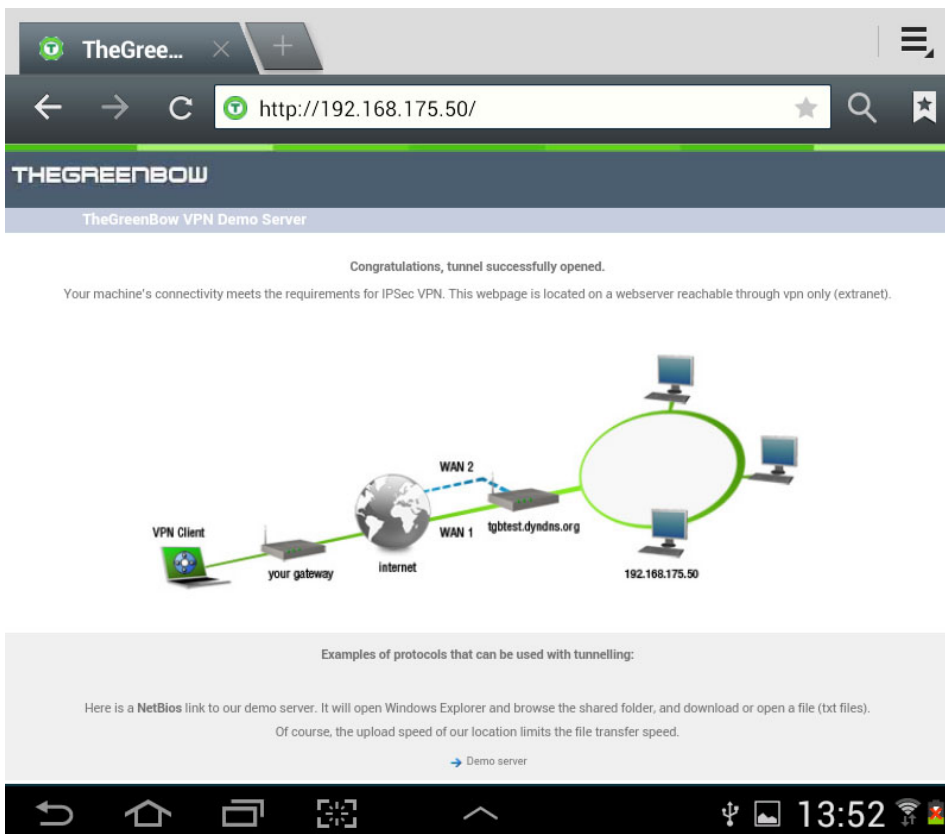 TheGree...
http://192.168.175.50/
THEGREENBOW
TheGreenBow VPN Demo Server
Congratulations, tunnel successfully opened.
Your machine's connectivity meets the requirements for IPSec VPN. This webpage is located on a webserver reachable through vpn only (extranet).
WAN 2
VPN Client
WAN 1
tgbtest.dyndns.org
your gateway
internet
192.168.175.50
Examples of protocols that can be used with tunnelling:
Here is a NetBios link to our demo server. It will open Windows Explorer and browse the shared folder, and download or open a file (txt files).
Of course, the upload speed of our location limits the file transfer speed.
Demo server
13:52